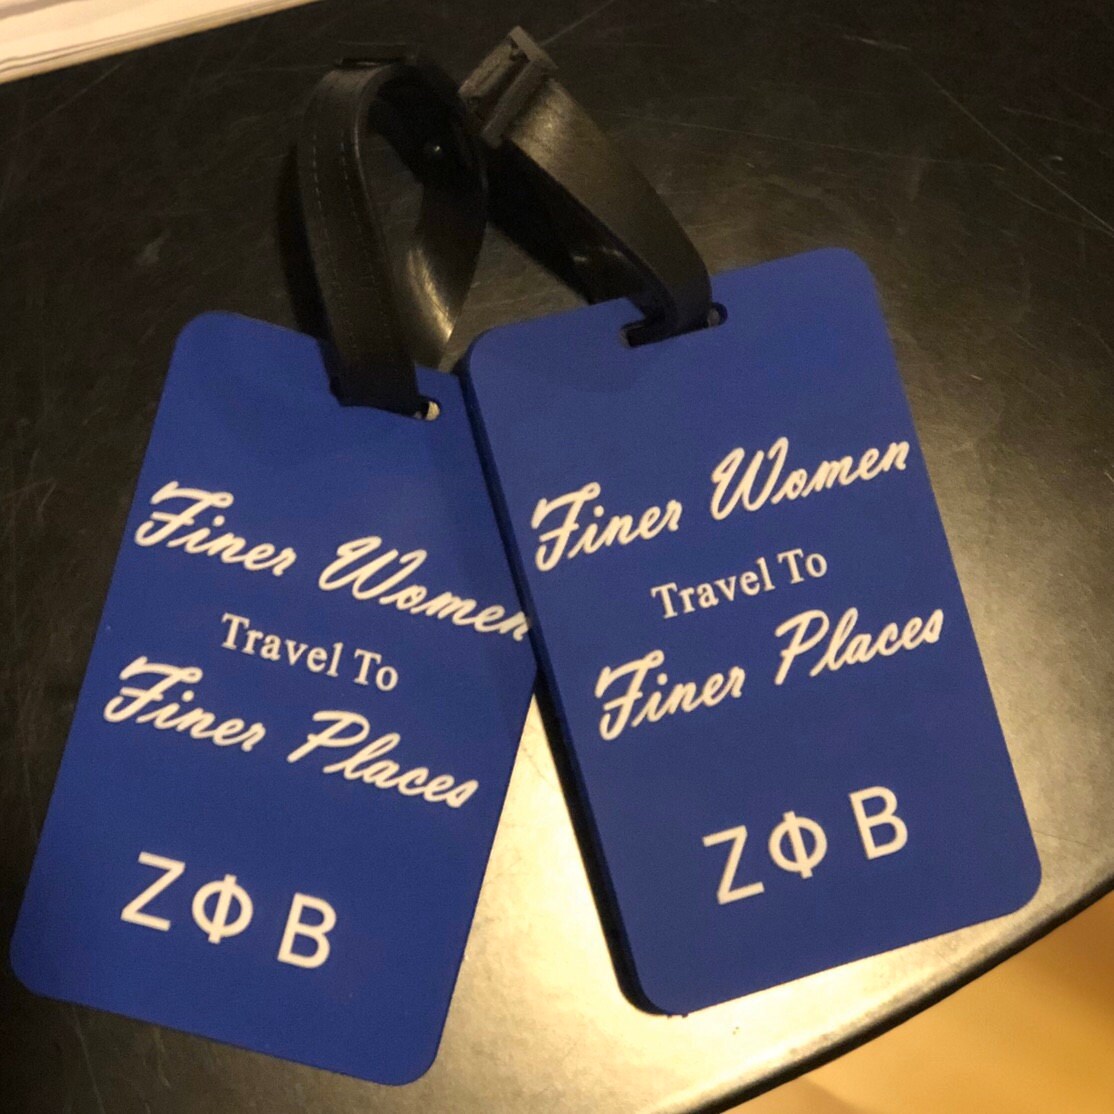 Finer Women
Travel To
Finer Places
ΖΦΒ
Finer Women
Travel To
Finer Places
ΖΦΒ